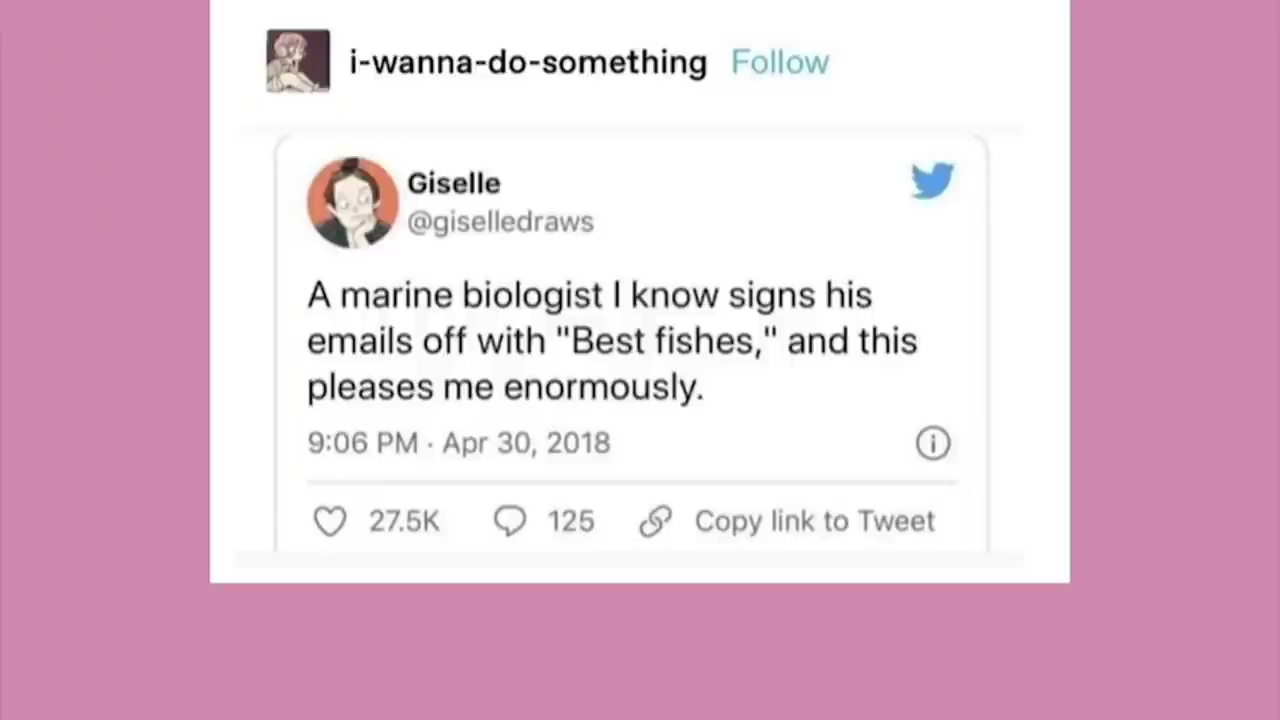 i-wanna-do-something Follow
Giselle
@giselledraws
A marine biologist I know signs his
emails off with "Best fishes," and this
pleases me enormously.
9:06 PM · Apr 30, 2018
27.5K 125 Copy link to Tweet